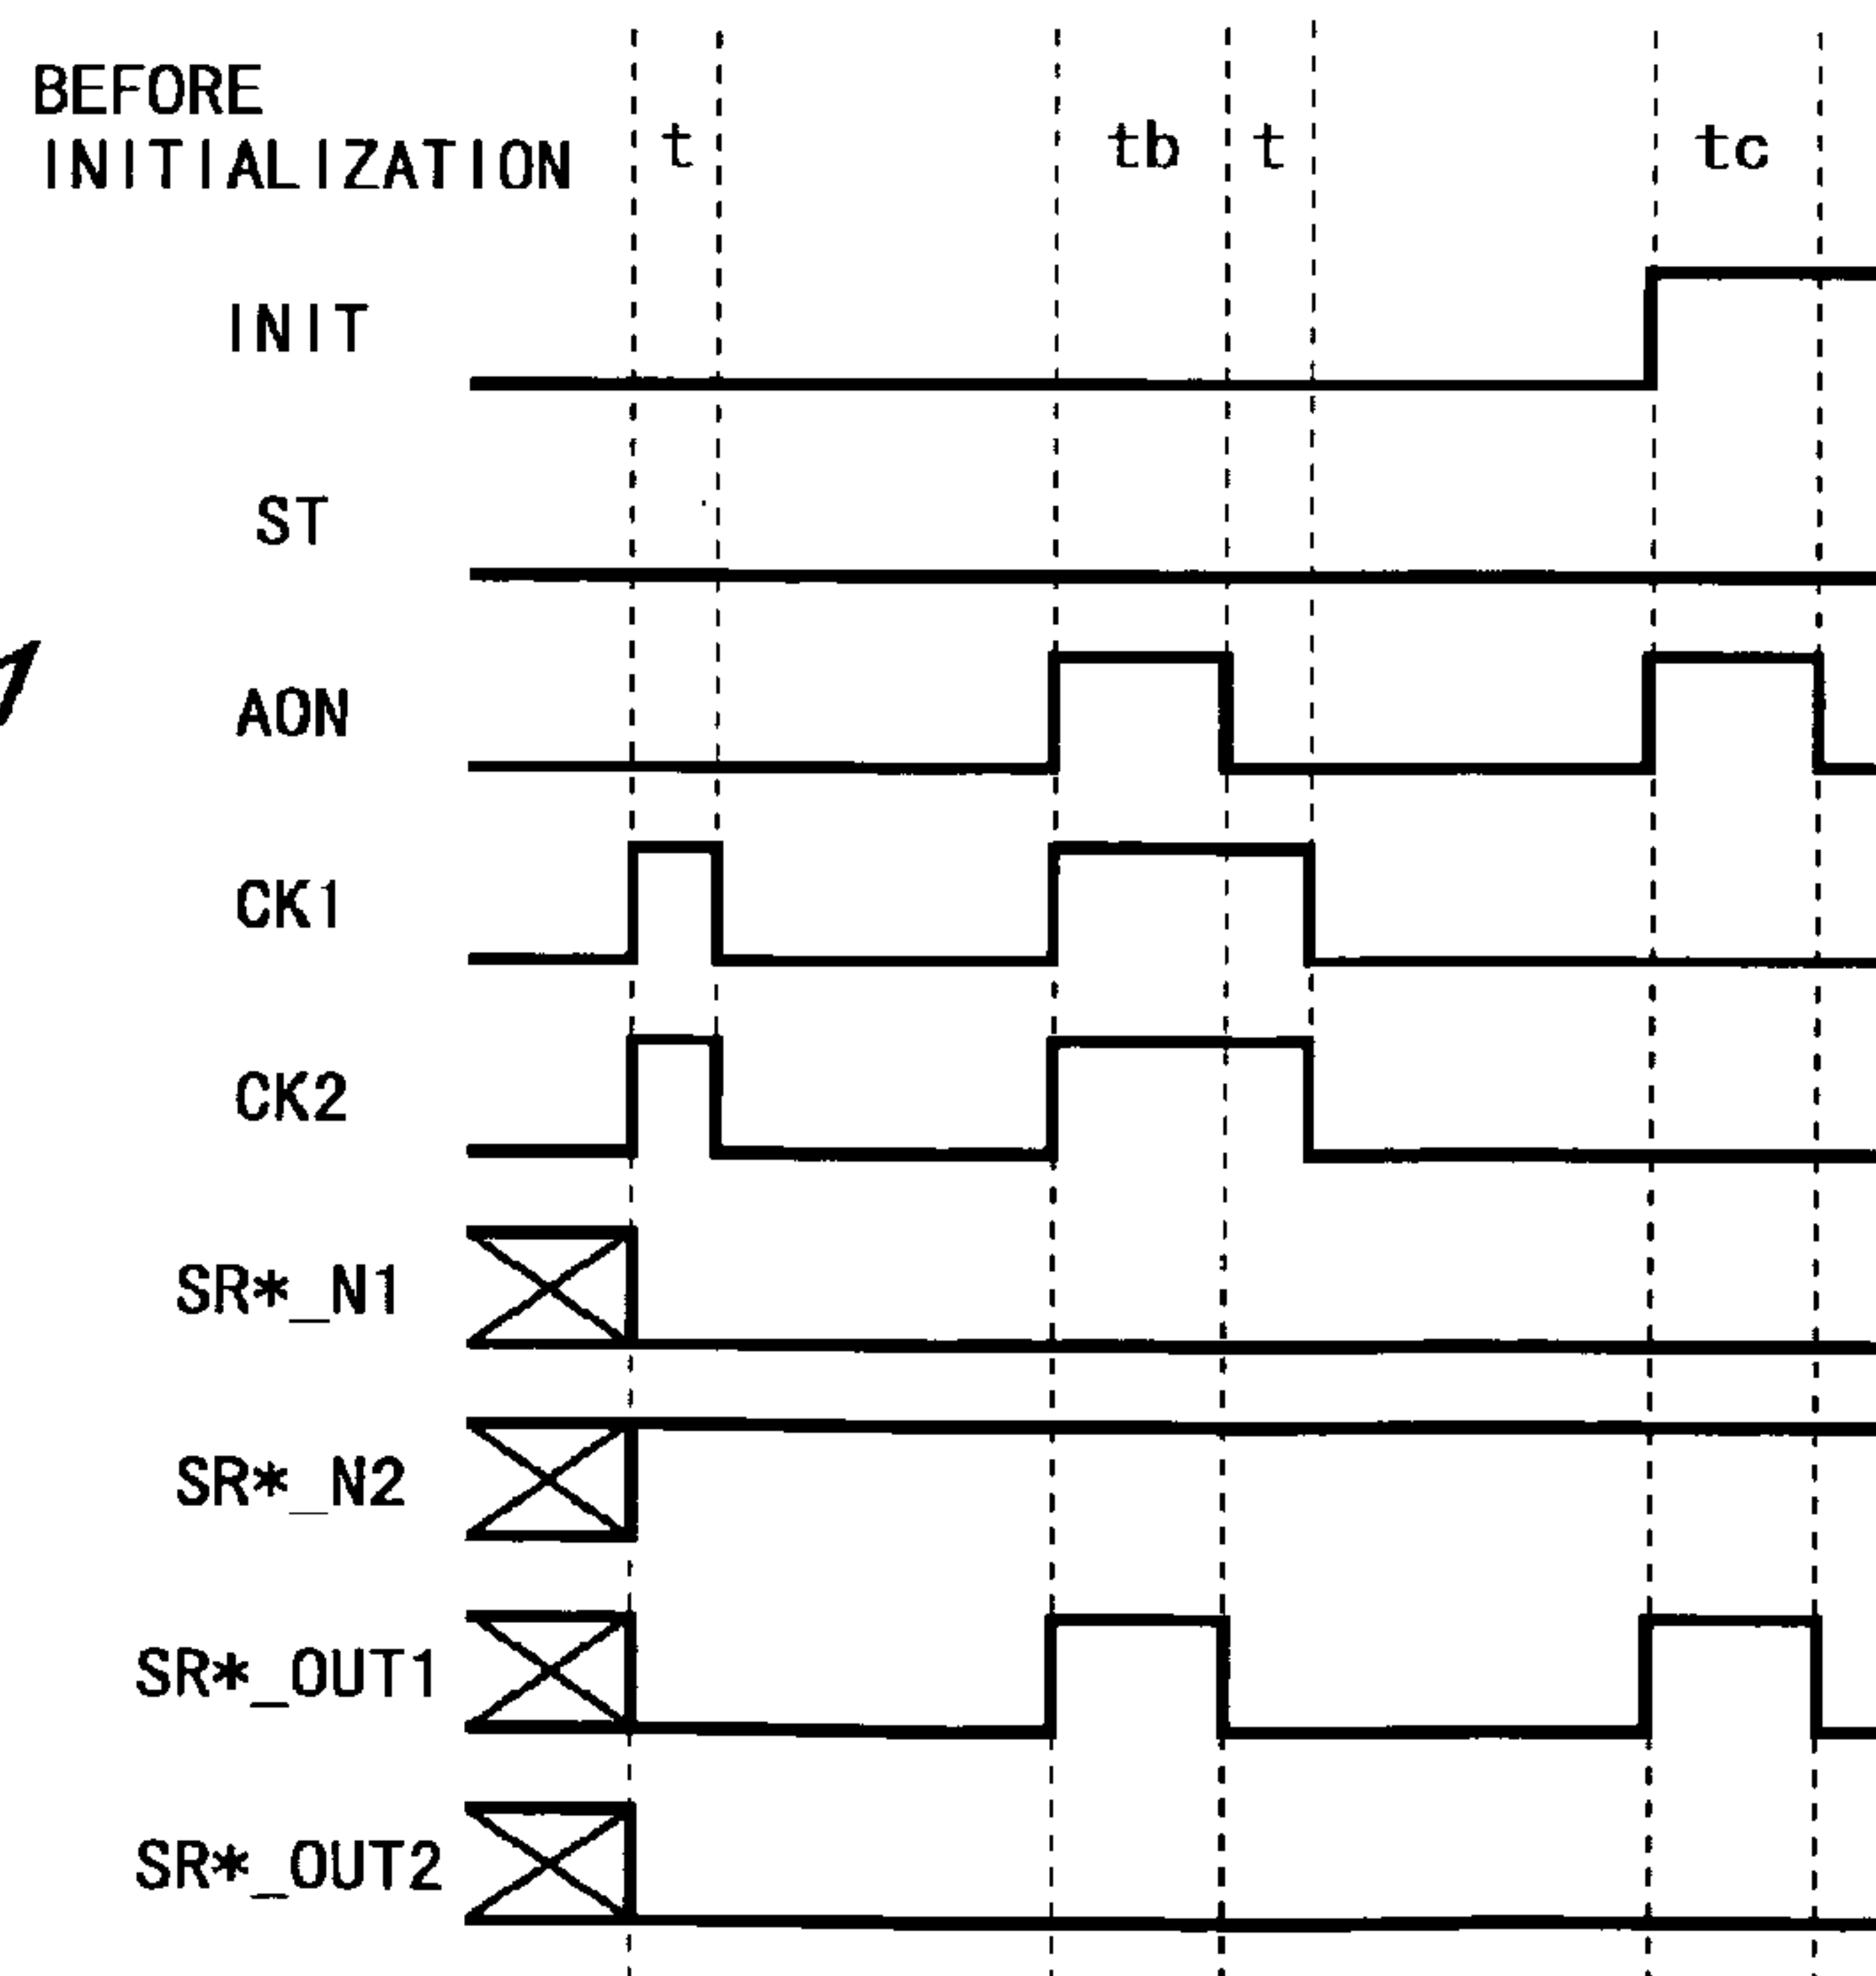 BEFORE
INITIALIZATION
t tb t tc
INIT
ST
AON
CK1
CK2
SR*_N1
SR*_N2
SR*_OUT1
SR*_OUT2